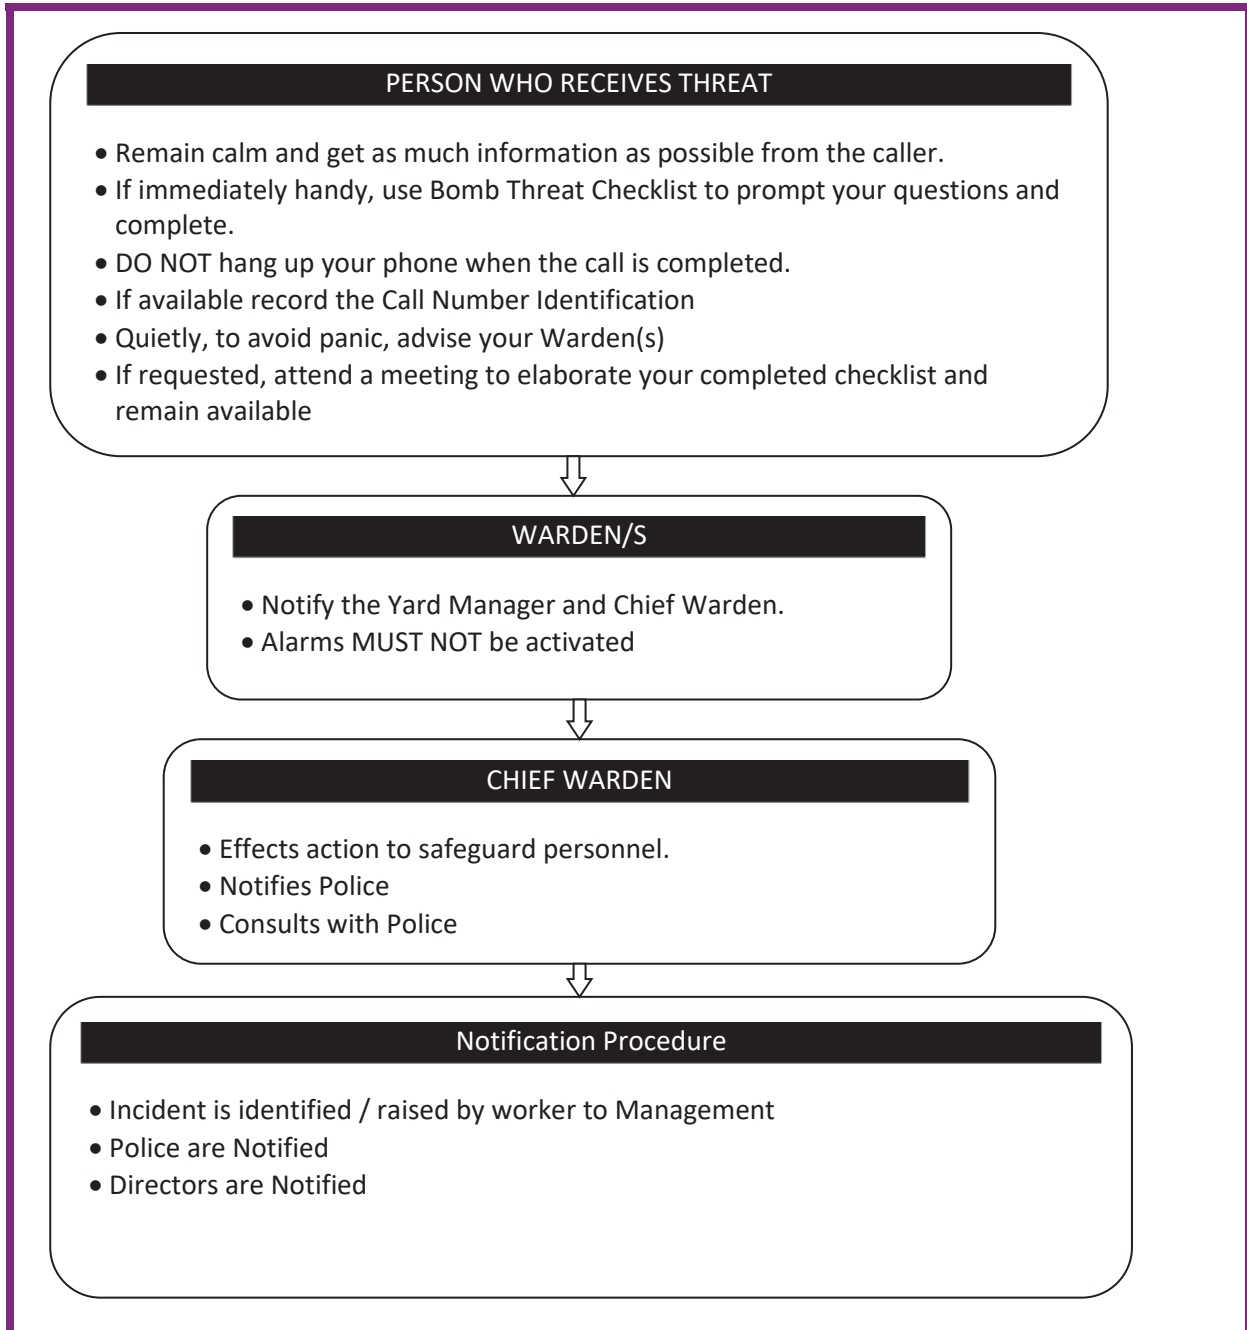 PERSON WHO RECEIVES THREAT
• Remain calm and get as much information as possible from the caller.
• If immediately handy, use Bomb Threat Checklist to prompt your questions and
complete.
• DO NOT hang up your phone when the call is completed.
• If available record the Call Number Identification
• Quietly, to avoid panic, advise your Warden(s)
• If requested, attend a meeting to elaborate your completed checklist and
remain available
WARDEN/S
• Notify the Yard Manager and Chief Warden.
• Alarms MUST NOT be activated
CHIEF WARDEN
• Effects action to safeguard personnel.
• Notifies Police
• Consults with Police
Notification Procedure
• Incident is identified / raised by worker to Management
• Police are Notified
• Directors are Notified